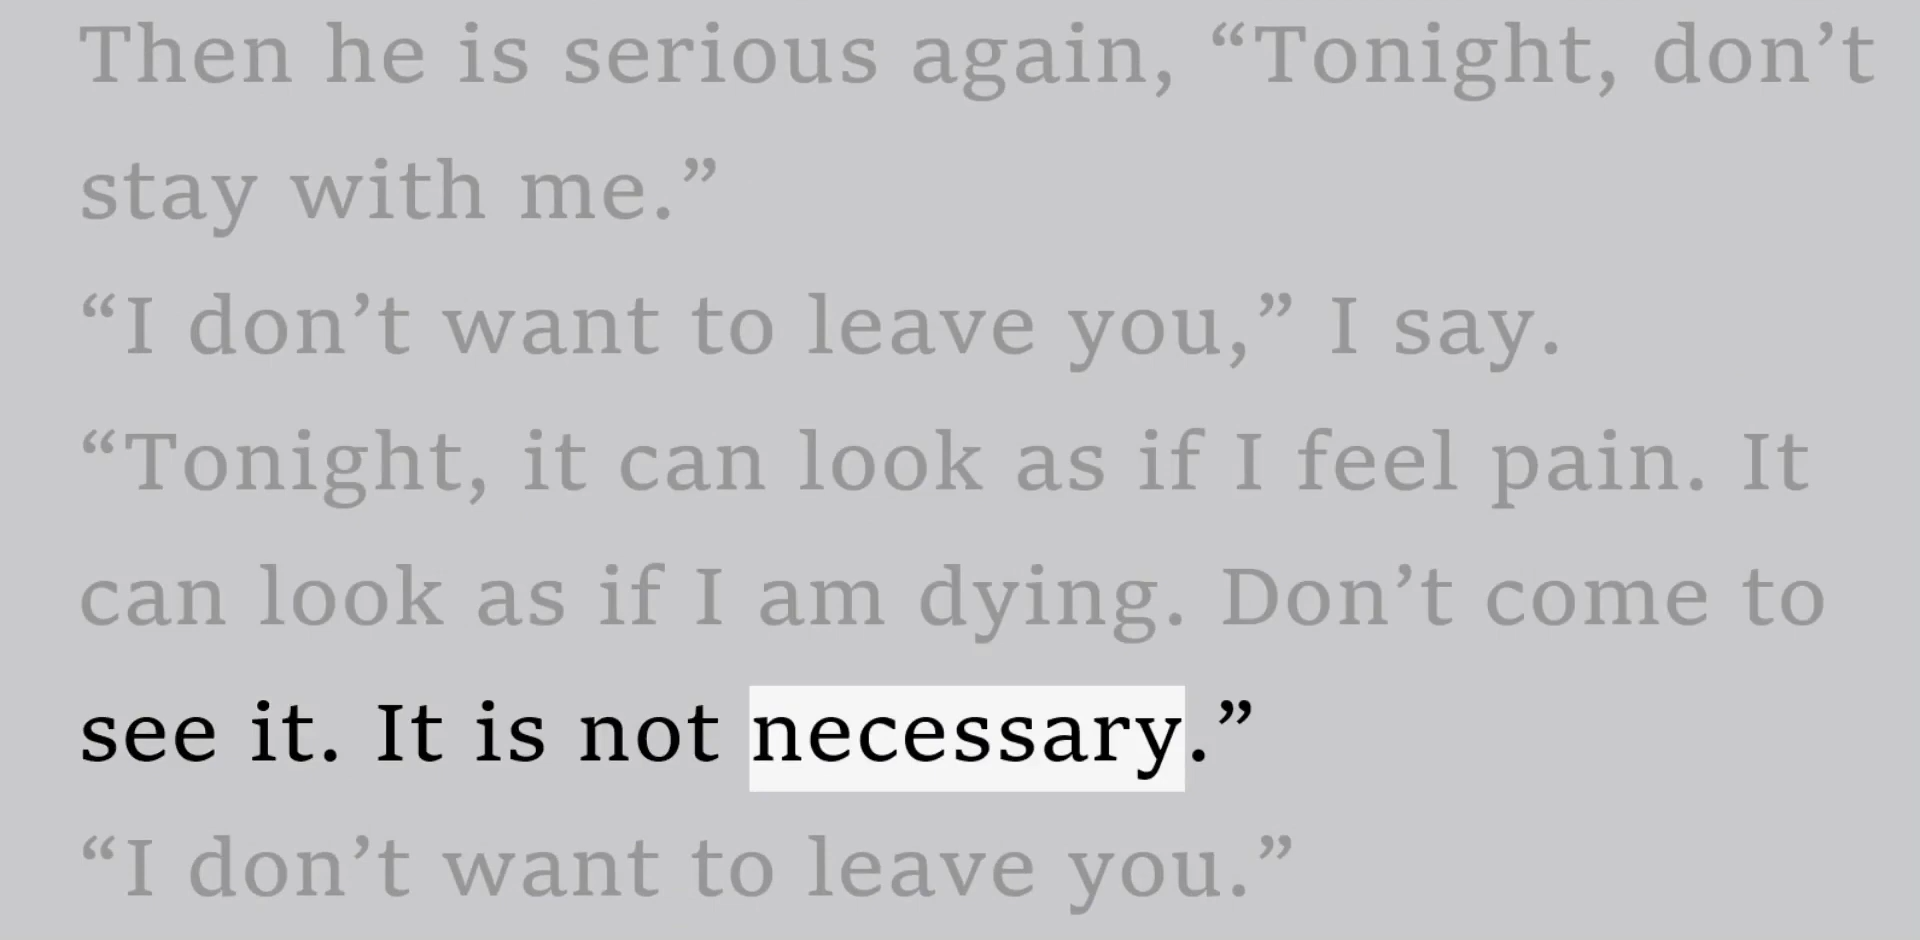 Then he is serious again, “Tonight, don’t
stay with me.”
“I don’t want to leave you,” I say.
“Tonight, it can look as if I feel pain. It
can look as if I am dying. Don’t come to
see it. It is not necessary.”
“I don’t want to leave you.”